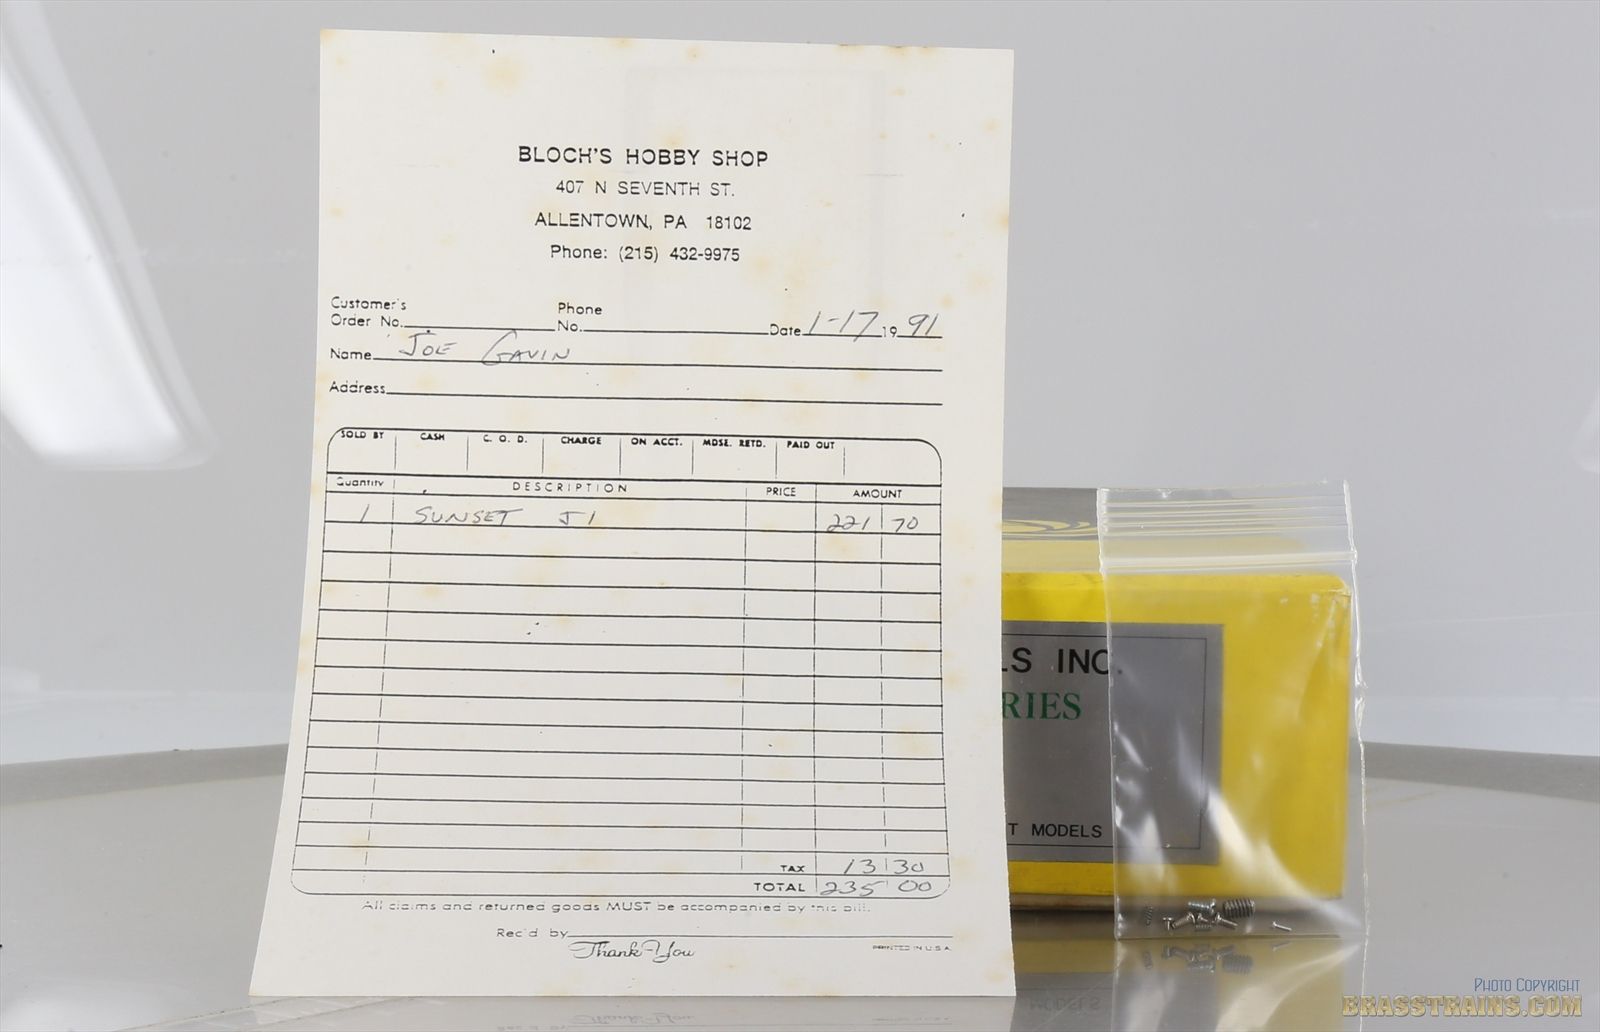 BLOCH'S HOBBY SHOP
407 N SEVENTH ST.
ALLENTOWN, PA 18102
Phone: (215) 432-9975
Customer's
Order No.
Phone
No.
Date 1-17 19 91
Name JOE GAVIN
Address
SOLD BY CASH C. O. D. CHARGE ON ACCT. MDSE. RETD. PAID OUT
Quantity DESCRIPTION PRICE AMOUNT
1 SUNSET J1 221 70
TAX 13 30
TOTAL 235 00
All claims and returned goods MUST be accompanied by this bill.
Rec'd by
Thank You
PRINTED IN U.S.A.
LS INC.
RIES
T MODELS
PHOTO COPYRIGHT
BRASSTRAINS.COM